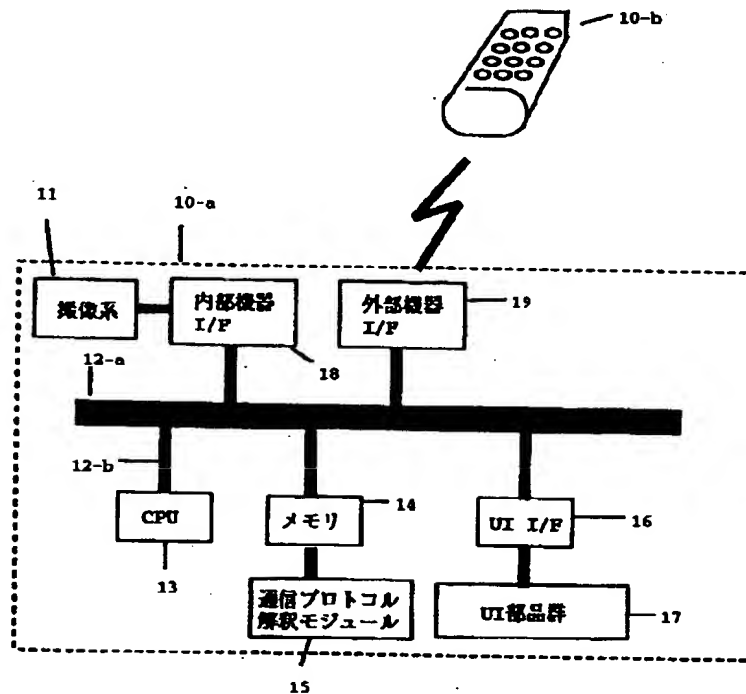 10-b
11
10-a
撮像系
内部機器
I/F
外部機器
I/F
19
18
12-a
12-b
CPU
13
メモリ
14
UI I/F
16
通信プロトコル
解釈モジュール
15
UI部品群
17